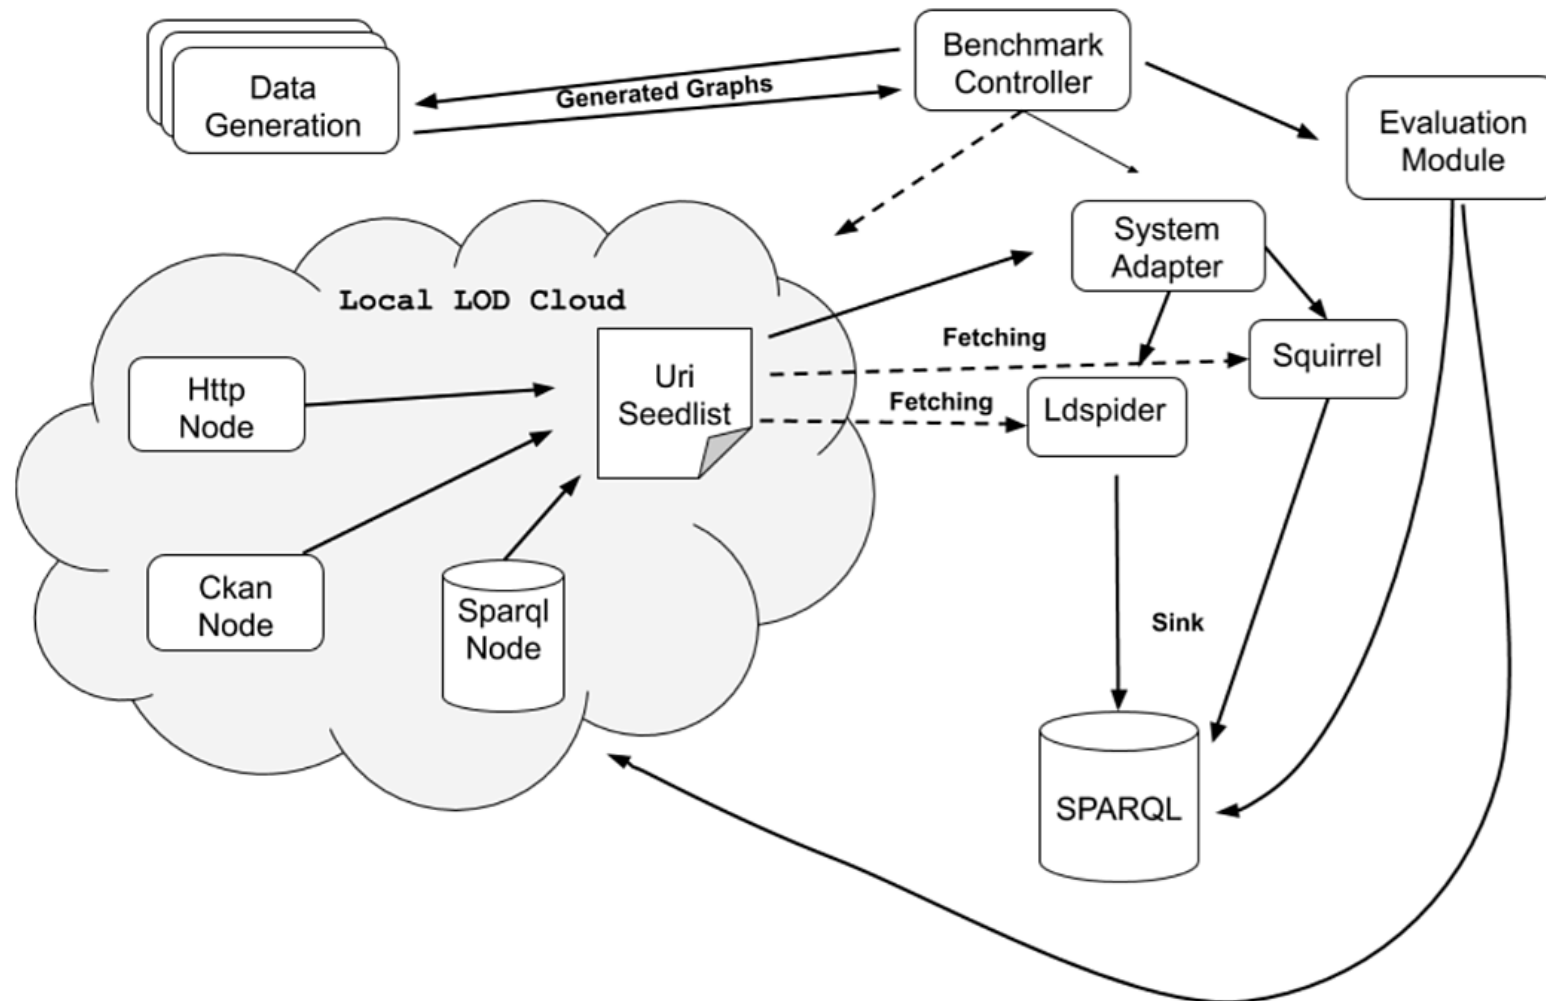 Benchmark
Controller
Data
Generation
Generated Graphs
Evaluation
Module
System
Adapter
Local LOD Cloud
Fetching
Squirrel
Uri
Seedlist
Http
Node
Fetching
Ldspider
Ckan
Node
Sparql
Node
Sink
SPARQL